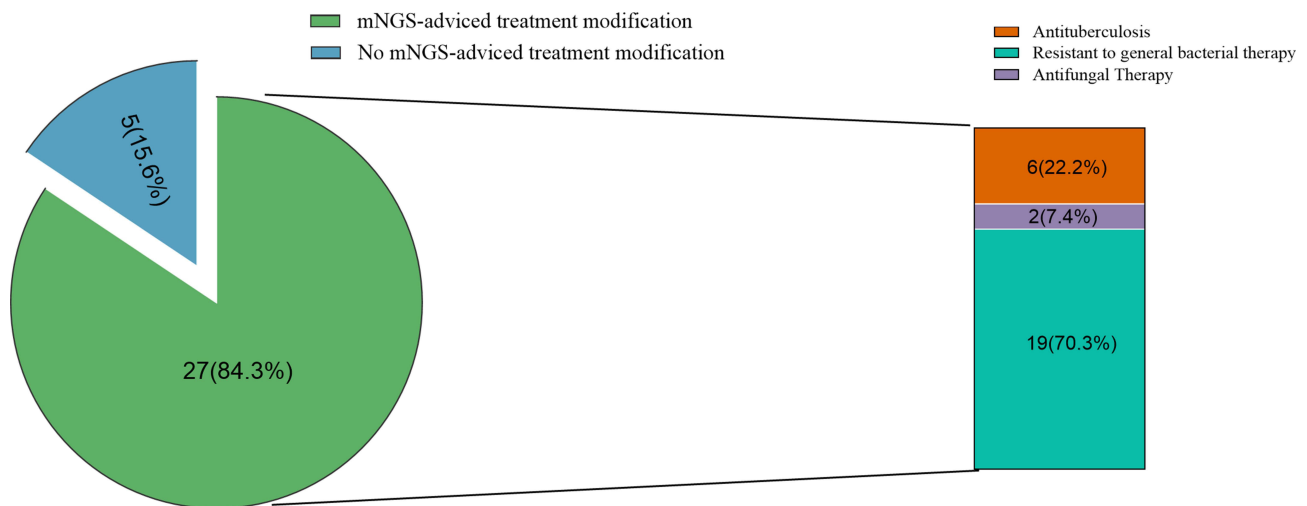 mNGS-adviced treatment modification
No mNGS-adviced treatment modification
Antituberculosis
Resistant to general bacterial therapy
Antifungal Therapy
5(15.6%)
27(84.3%)
6(22.2%)
2(7.4%)
19(70.3%)